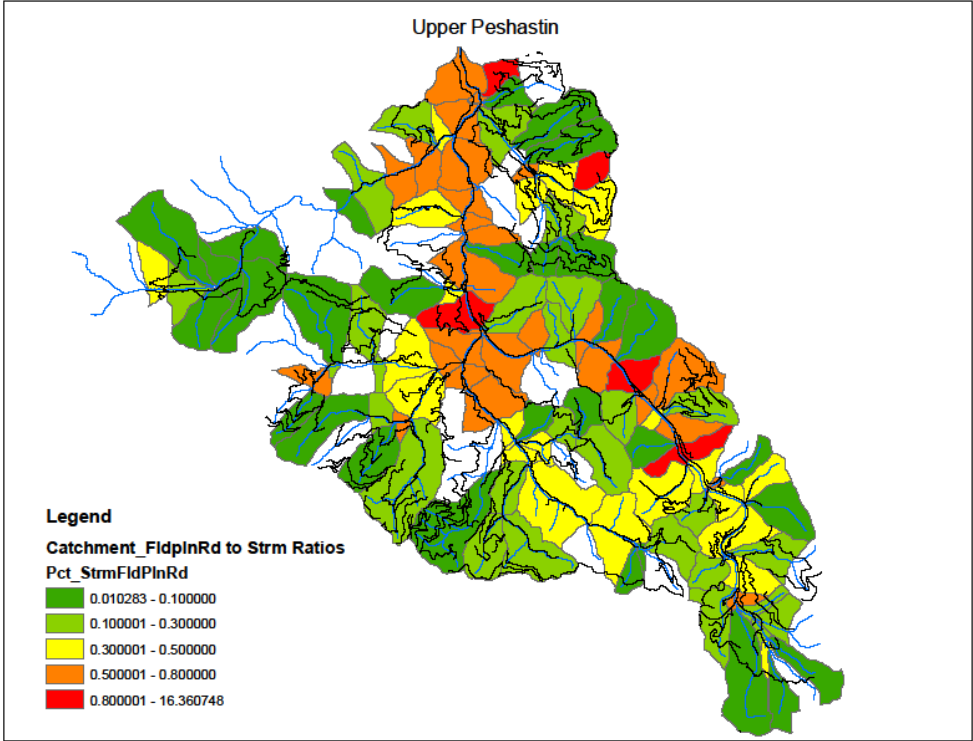 Upper Peshastin
Legend
Catchment_FldplnRd to Strm Ratios
Pct_StrmFldPlnRd
0.010283 - 0.100000
0.100001 - 0.300000
0.300001 - 0.500000
0.500001 - 0.800000
0.800001 - 16.360748